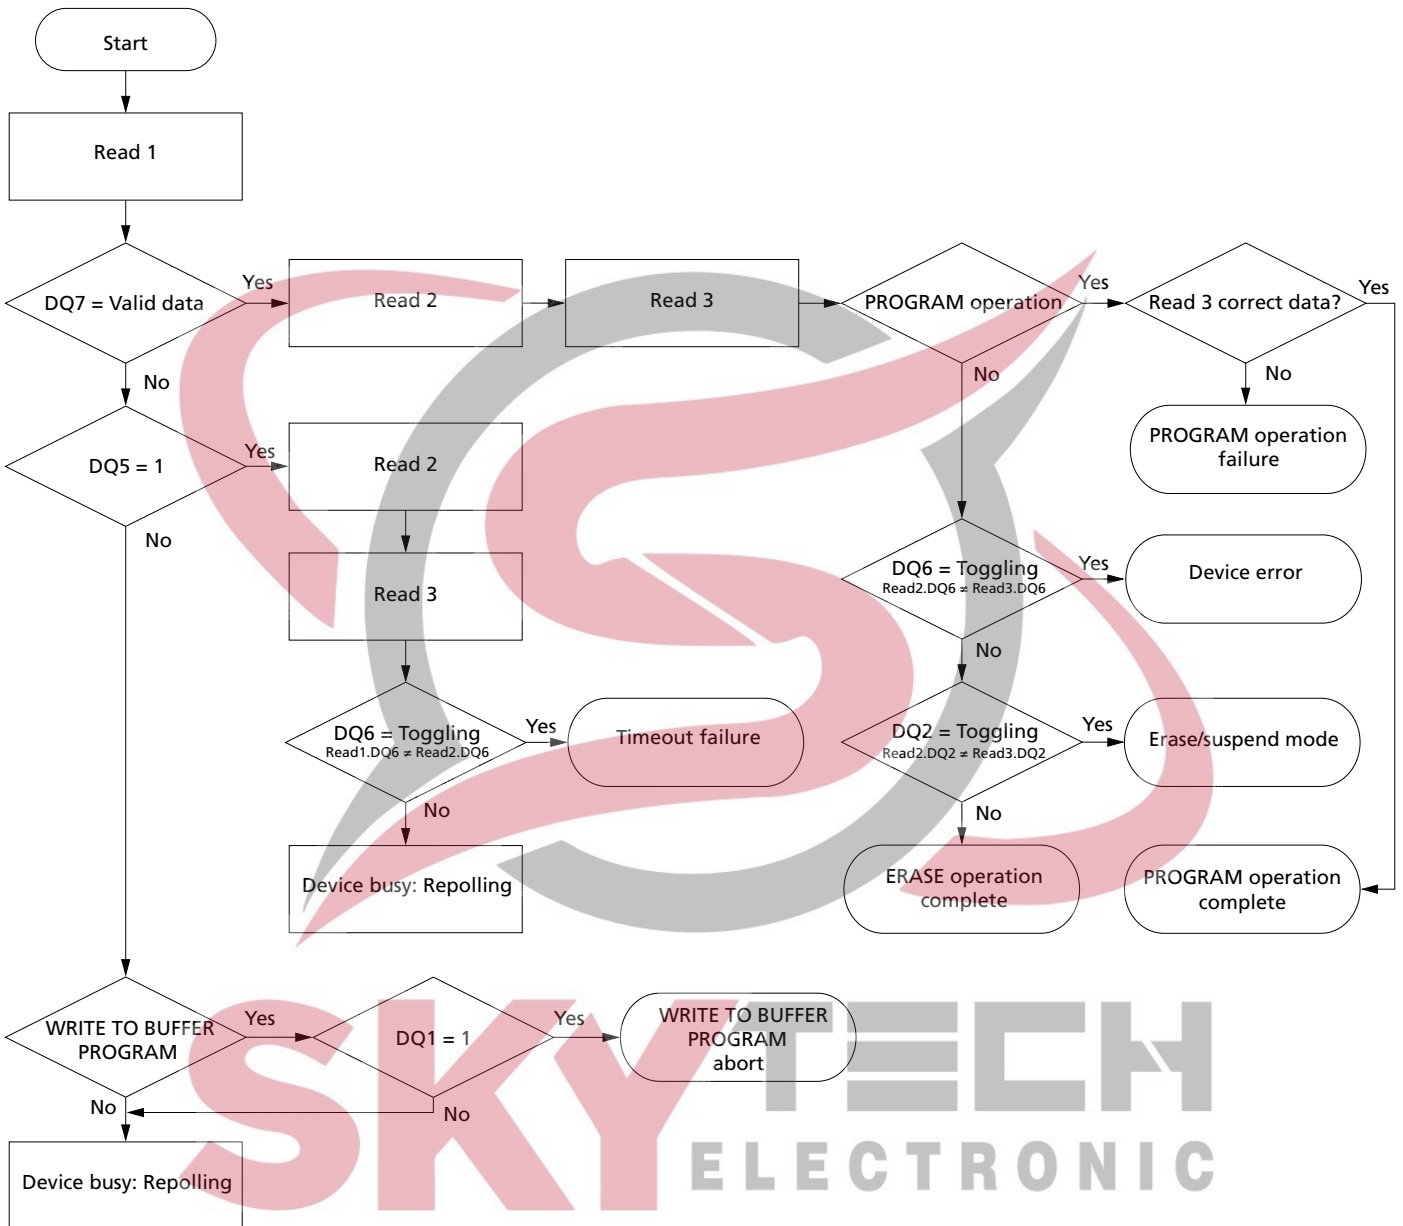 Start
Read 1
DQ7 = Valid data
Yes
Read 2
Read 3
PROGRAM operation
Yes
Read 3 correct data?
Yes
No
No
No
PROGRAM operation
failure
DQ5 = 1
Yes
Read 2
No
Read 3
DQ6 = Toggling
Read2.DQ6 ≠ Read3.DQ6
Yes
Device error
No
DQ6 = Toggling
Read1.DQ6 ≠ Read2.DQ6
Yes
Timeout failure
DQ2 = Toggling
Read2.DQ2 ≠ Read3.DQ2
Yes
Erase/suspend mode
No
No
Device busy: Repolling
ERASE operation
complete
PROGRAM operation
complete
WRITE TO BUFFER
PROGRAM
Yes
DQ1 = 1
Yes
WRITE TO BUFFER
PROGRAM
abort
No
No
Device busy: Repolling
SKYTECH
ELECTRONIC